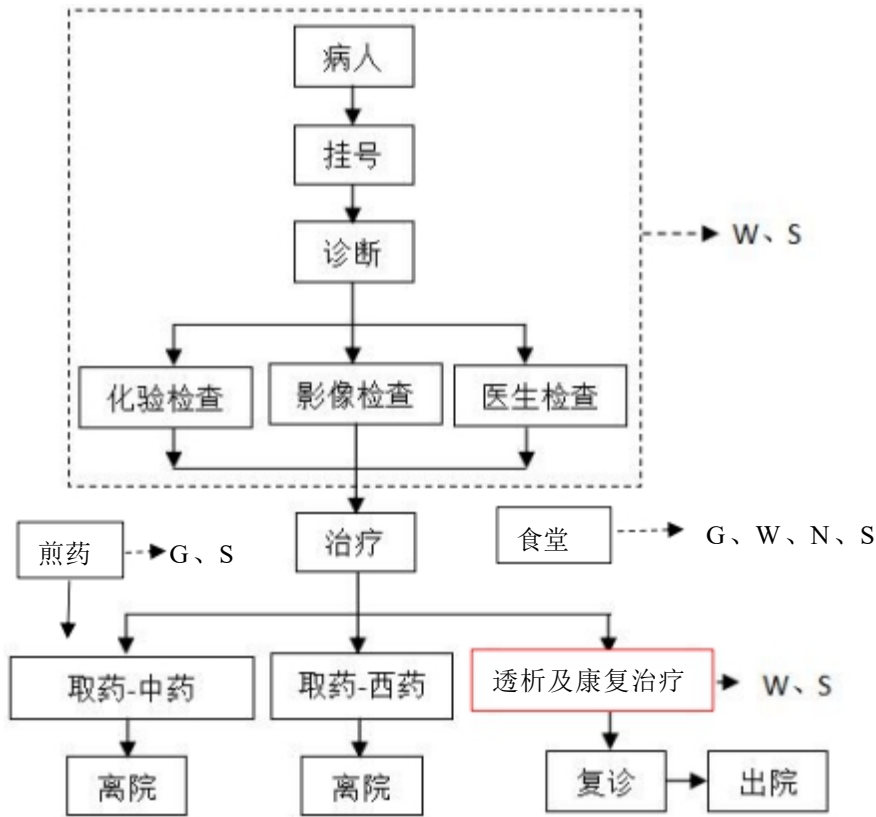 病人
挂号
诊断
W、S
化验检查
影像检查
医生检查
煎药
G、S
治疗
食堂
G、W、N、S
取药-中药
取药-西药
透析及康复治疗
W、S
离院
离院
复诊
出院